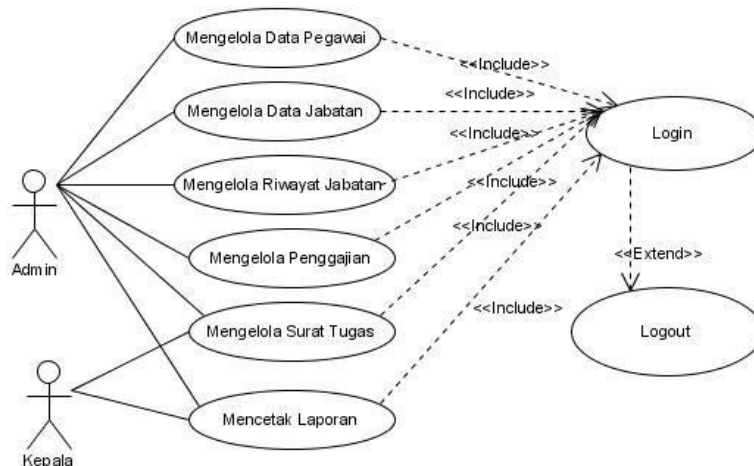 Mengelola Data Pegawai
<<Include>>
Mengelola Data Jabatan
<<Include>>
Login
<<Include>>
Mengelola Riwayat Jabatan
<<Include>>
Admin
Mengelola Penggajian
<<Include>>
<<Extend>>
<<Include>>
Mengelola Surat Tugas
Logout
Mencetak Laporan
Kepala